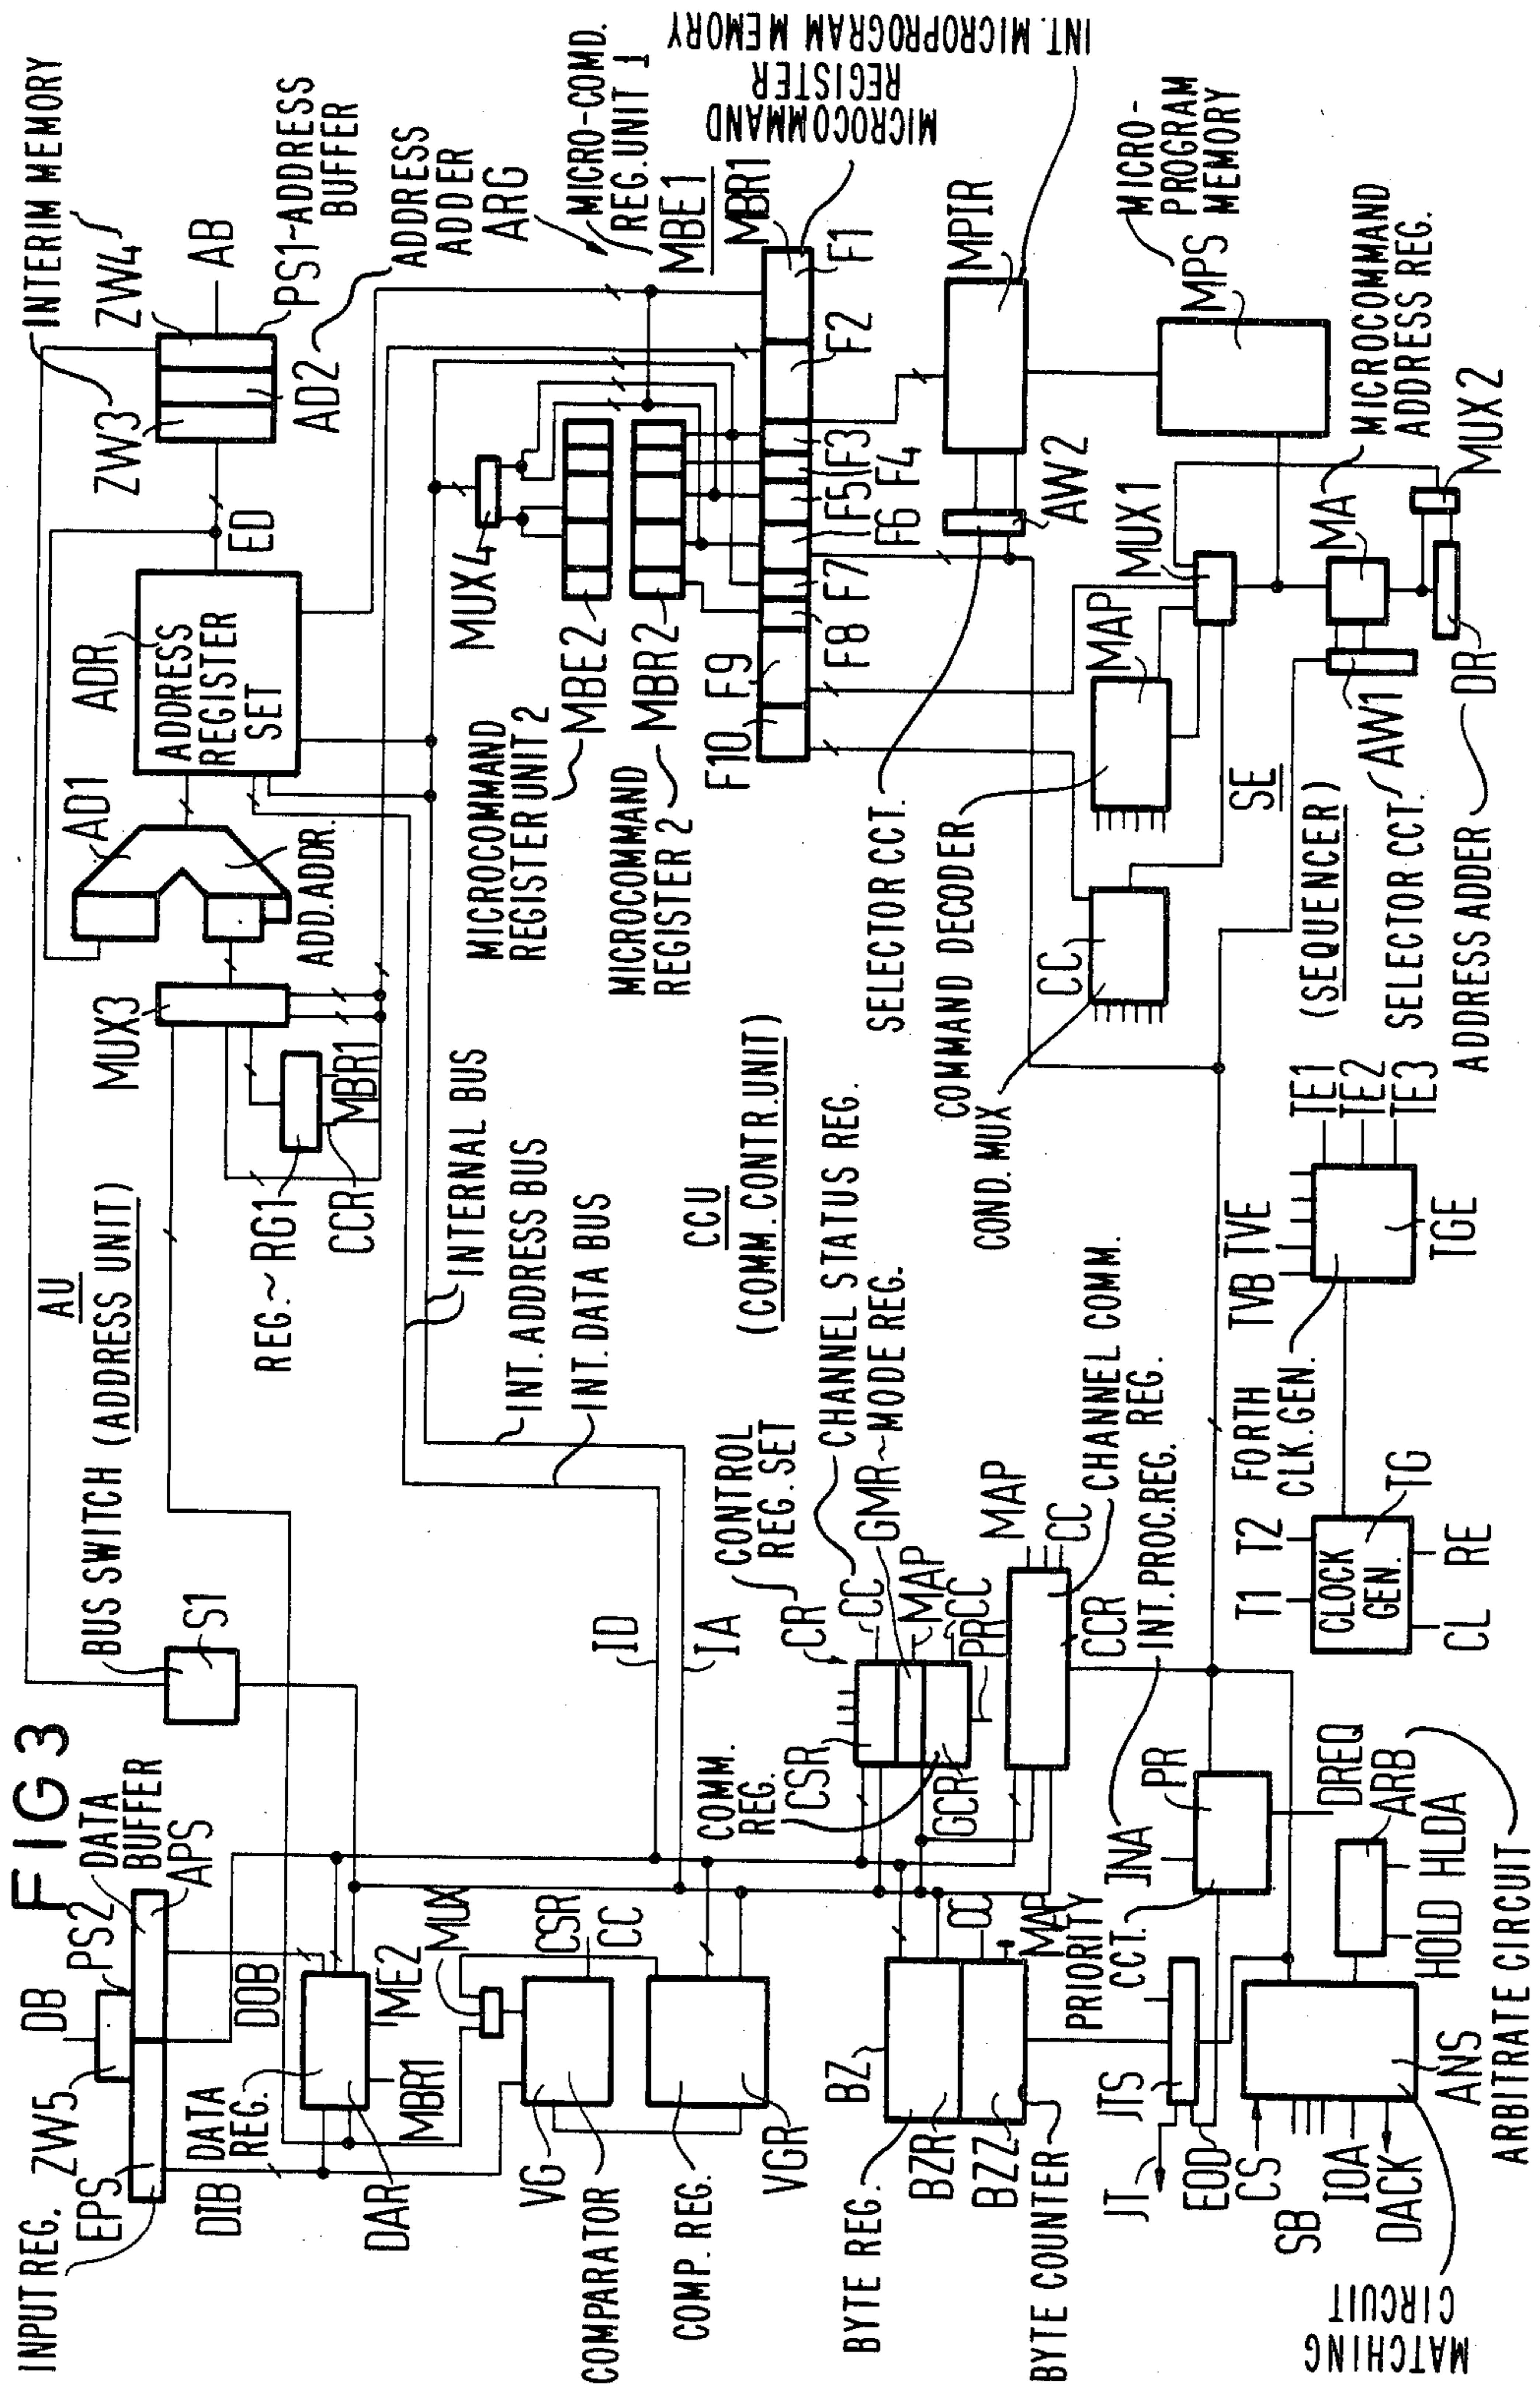 FIG 3
INPUT REG.
EPS
ZW5
DB
PS2
DATA
BUFFER
APS
BUS SWITCH
S1
AU
(ADDRESS UNIT)
MUX3
REG.~RG1
CCR
MBR1
AD1
ADD.ADDR.
ADR
ADDRESS
REGISTER
SET
ED
ZW3
ZW4
INTERIM MEMORY
AB
PS1~ADDRESS
BUFFER
AD2
ADDRESS
ADDER
ARG
MICRO-COMD.
REG.UNIT 1
MBE1
MBR1
MICROCOMMAND
REGISTER
INT.MICROPROGRAM MEMORY
DIB
DATA
REG.
DOB
DAR
MBR1
ME2
MUX
CSR
CC
VG
COMPARATOR
COMP.REG.
VGR
ID
IA
INTERNAL BUS
INT.ADDRESS BUS
INT.DATA BUS
CCU
(COMM.CONTR.UNIT)
MICROCOMMAND
REGISTER UNIT 2
MBE2
MICROCOMMAND
REGISTER 2
MBR2
MUX4
F10
F9
F8
F7
F6
F5
F4
F3
F2
F1
CONTROL
REG.SET
CR
CHANNEL STATUS REG.
CC
GMR~MODE REG.
MAP
CC
PR
COMM.
REG.
CSR
GCR
MAP
CC
CHANNEL COMM.
REG.
CCR
INT.PROC.REG.
BZ
BYTE REG.
BZR
BZZ
BYTE COUNTER
CC
MAP
PRIORITY
CCT.
INA
PR
DREQ
ARB
HOLD
HLDA
ARBITRATE CIRCUIT
JTS
JT
EOD
CS
SB
IOA
DACK
ANS
MATCHING
CIRCUIT
SELECTOR CCT.
AW2
MPIR
COMMAND DECODER
COND.MUX
CC
MAP
MUX1
SE
(SEQUENCER)
MICRO-
PROGRAM
MEMORY
MPS
MICROCOMMAND
ADDRESS REG.
MA
MUX2
SELECTOR CCT.
AW1
ADDRESS ADDER
DR
T1
T2
CLOCK
GEN.
TG
CL
RE
FORTH
CLK.GEN.
TVB
TVE
TE1
TE2
TE3
TGE